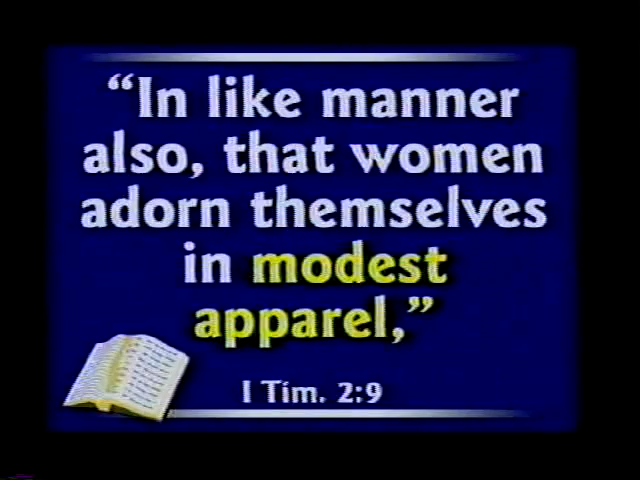 “In like manner
also, that women
adorn themselves
in modest
apparel,”
I Tim. 2:9